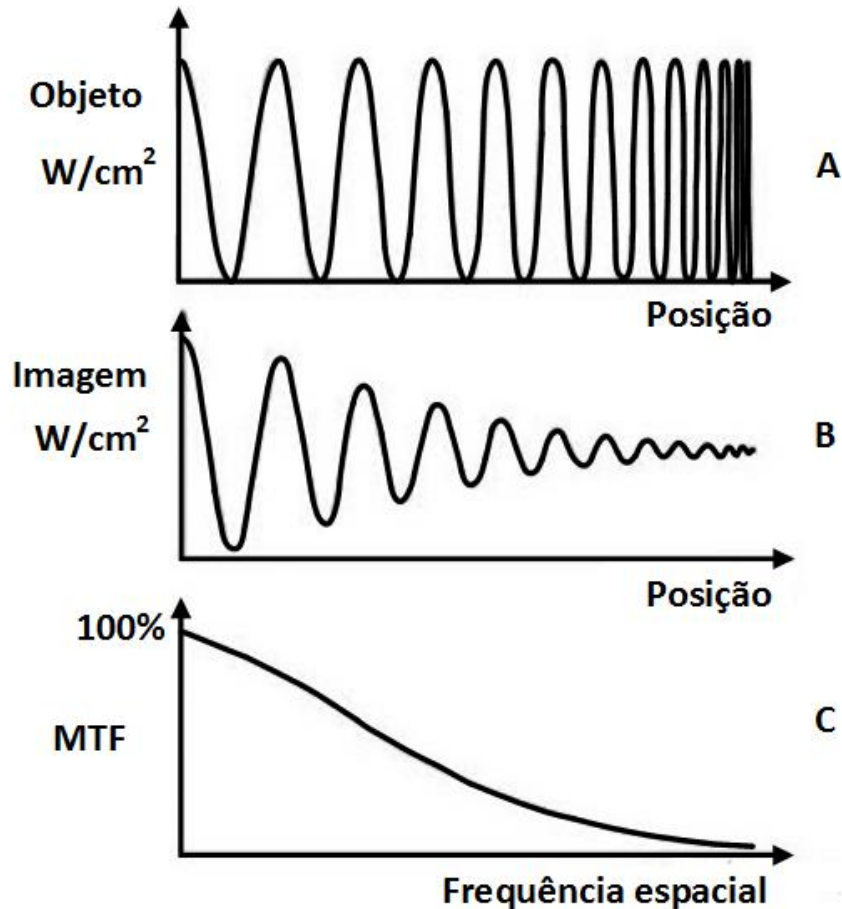 Objeto
W/cm²
A
Posição
Imagem
W/cm²
B
Posição
100%
MTF
C
Frequência espacial